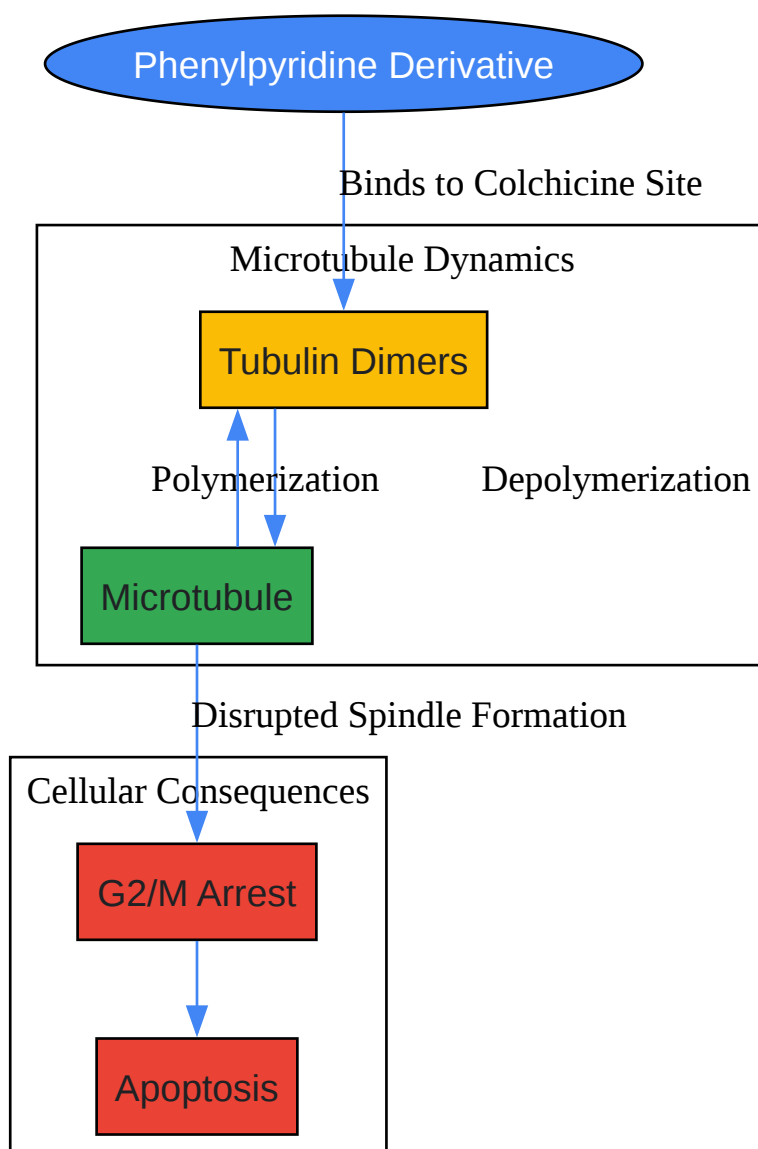 Phenylpyridine Derivative
Binds to Colchicine Site
Microtubule Dynamics
Tubulin Dimers
Polymerization
Depolymerization
Microtubule
Disrupted Spindle Formation
Cellular Consequences
G2/M Arrest
Apoptosis